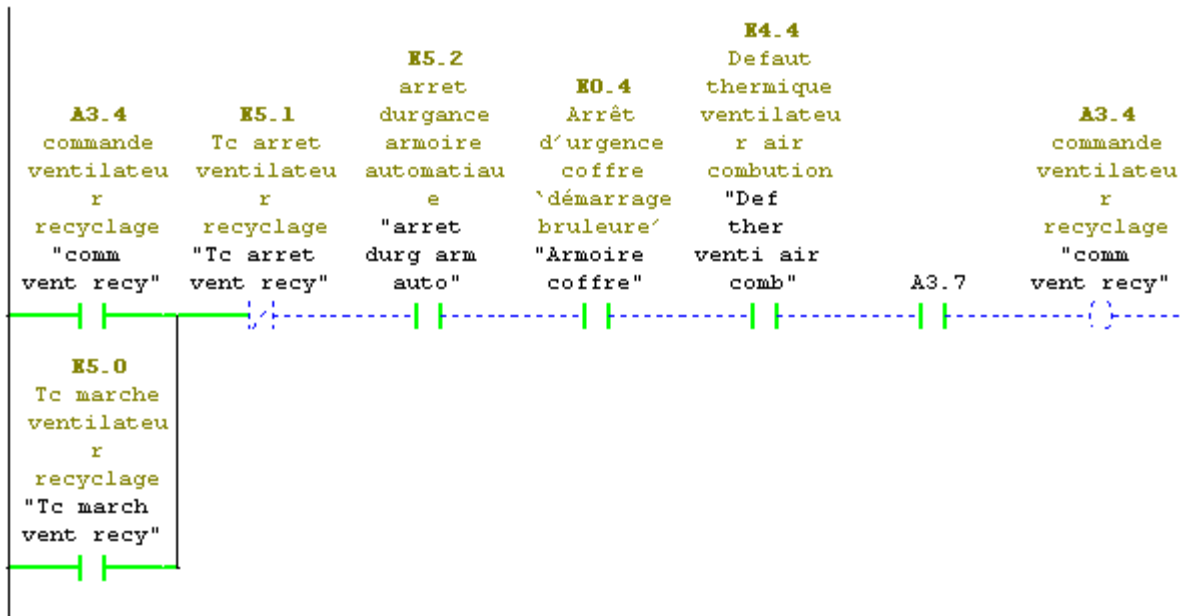 A3.4
commande
ventilateu
r
recyclage
"comm
vent recy"
E5.1
Tc arret
ventilateu
r
recyclage
"Tc arret
vent recy"
E5.2
arret
durgance
armoire
automatiau
e
"arret
durg arm
auto"
E0.4
Arrêt
d'urgence
coffre
`démarrage
bruleure'
"Armoire
coffre"
E4.4
Defaut
thermique
ventilateu
r air
combution
"Def
ther
venti air
comb"
A3.7
A3.4
commande
ventilateu
r
recyclage
"comm
vent recy"
E5.0
Tc marche
ventilateu
r
recyclage
"Tc march
vent recy"